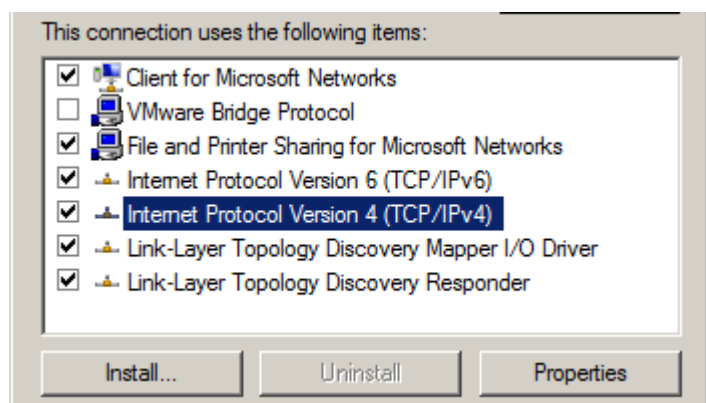 This connection uses the following items:
Client for Microsoft Networks
VMware Bridge Protocol
File and Printer Sharing for Microsoft Networks
Internet Protocol Version 6 (TCP/IPv6)
Internet Protocol Version 4 (TCP/IPv4)
Link-Layer Topology Discovery Mapper I/O Driver
Link-Layer Topology Discovery Responder
Install... Uninstall Properties